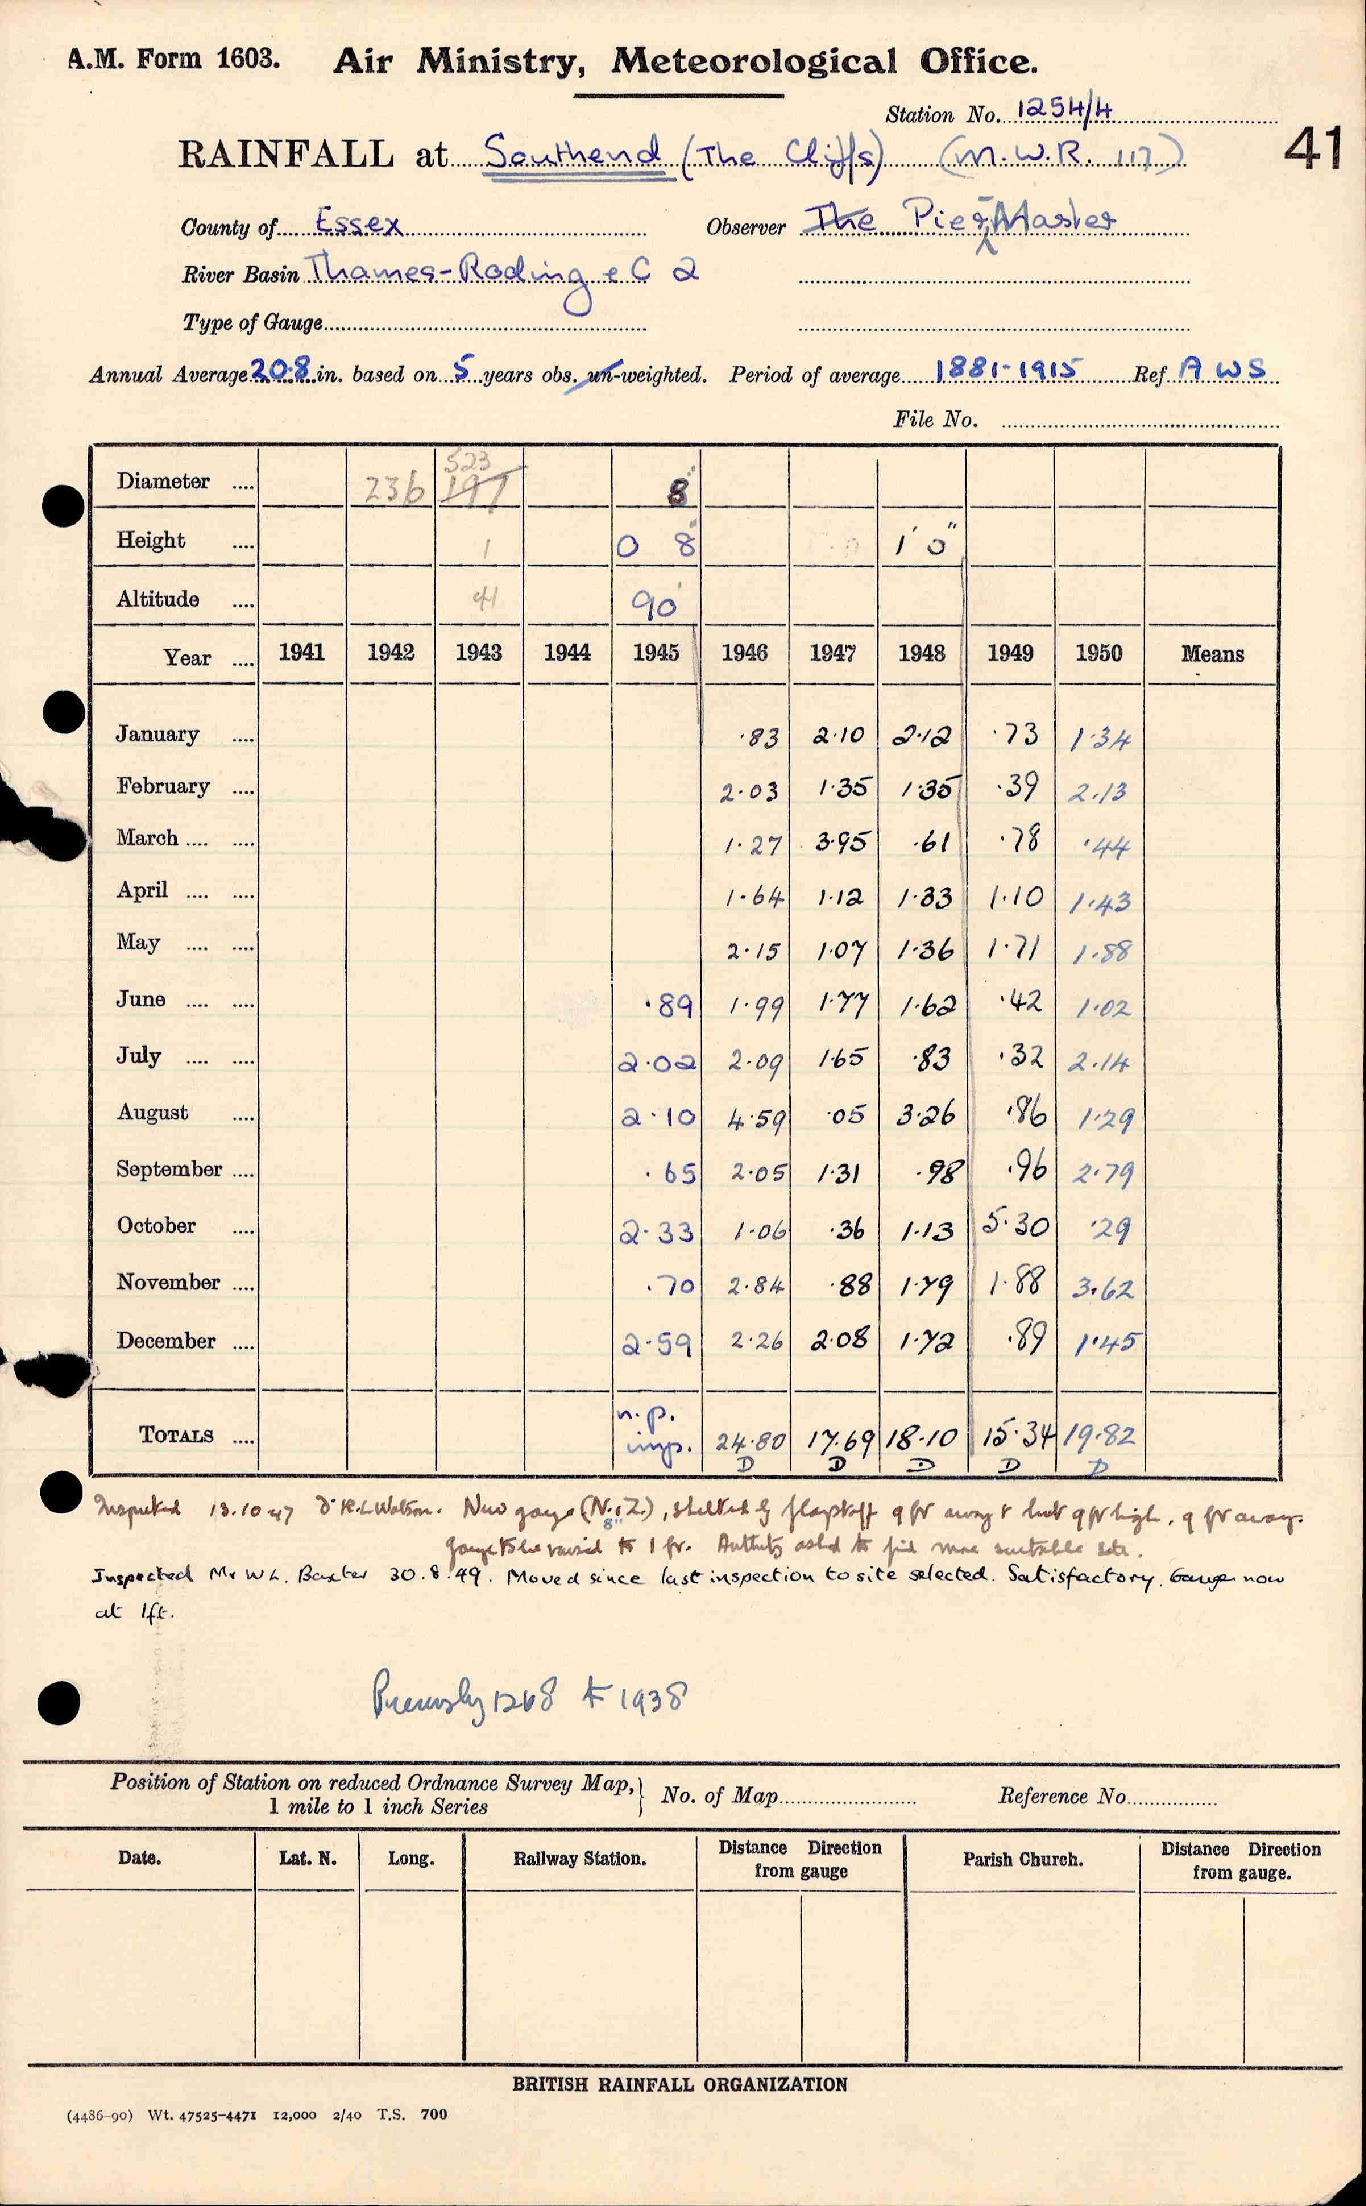 A.M. Form 1603. Air Ministry, Meteorological Office.
Station No. 1254/4
41
RAINFALL at Southend (The Cliffs) (M.W.R. 117)
County of Essex Observer The Pier Master
River Basin Thames-Roding e C 2
Type of Gauge
Annual Average 20.8 in. based on 5 years obs. un-weighted. Period of average 1881-1915 Ref A W S
File No.
523
Diameter .... 236 197 8"
Height .... 1 0 8" 1' 0"
Altitude .... 41 90'
Year .... 1941 1942 1943 1944 1945 1946 1947 1948 1949 1950 Means
January .... .83 2.10 2.12 .73 1.34
February .... 2.03 1.35 1.35 .39 2.13
March .... .... 1.27 3.95 .61 .78 .44
April .... .... 1.64 1.12 1.33 1.10 1.43
May .... .... 2.15 1.07 1.36 1.71 1.88
June .... .... .89 1.99 1.77 1.62 .42 1.02
July .... .... 2.02 2.09 1.65 .83 .32 2.14
August .... 2.10 4.59 .05 3.26 .86 1.29
September .... .65 2.05 1.31 .98 .96 2.79
October .... 2.33 1.06 .36 1.13 5.30 .29
November .... .70 2.84 .88 1.79 1.88 3.62
December .... 2.59 2.26 2.08 1.72 .89 1.45
n.p.
TOTALS .... imp. 24.80 17.69 18.10 15.34 19.82
D D D D D
Inspected 13.10.47 Watson. New gauge (N.Z.), sheltered by flagstaff 9 ft away & hut 9 ft high, 9 ft away.
8"
gauge to be raised to 1 ft. Authority asked to find more suitable site.
Inspected Mr W.L. Baxter 30.8.49. Moved since last inspection to site selected. Satisfactory. Gauge now
at 1ft.
Previously 1268 to 1938
Position of Station on reduced Ordnance Survey Map, } No. of Map Reference No.
1 mile to 1 inch Series
Date. Lat. N. Long. Railway Station. Distance Direction from gauge Parish Church. Distance Direction from gauge.
BRITISH RAINFALL ORGANIZATION
(4486-90) Wt. 47525-4471 12,000 2/40 T.S. 700